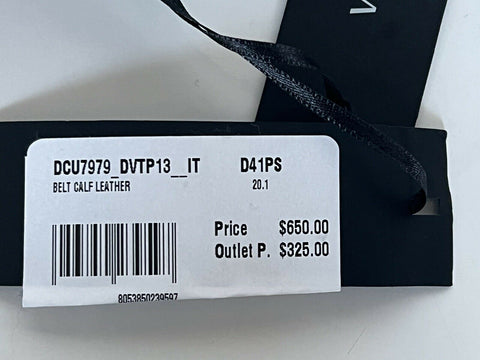 DCU7979_DVTP13__IT D41PS
BELT CALF LEATHER 20.1
Price $650.00
Outlet P. $325.00
8053850239597